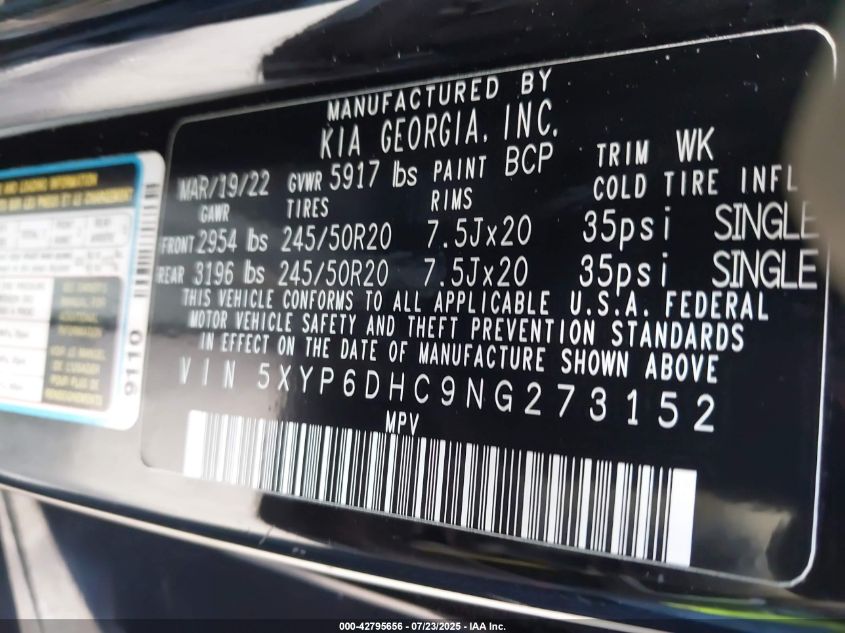 MANUFACTURED BY
KIA GEORGIA, INC.
MAR/19/22 GVWR 5917 lbs PAINT BCP TRIM WK
GAWR TIRES RIMS COLD TIRE INFL
FRONT 2954 lbs 245/50R20 7.5Jx20 35psi SINGLE
REAR 3196 lbs 245/50R20 7.5Jx20 35psi SINGLE
THIS VEHICLE CONFORMS TO ALL APPLICABLE U.S.A. FEDERAL
MOTOR VEHICLE SAFETY AND THEFT PREVENTION STANDARDS
IN EFFECT ON THE DATE OF MANUFACTURE SHOWN ABOVE
VIN 5XYP6DHC9NG273152
MPV
9110
000-42795656 - 07/23/2025 - IAA Inc.